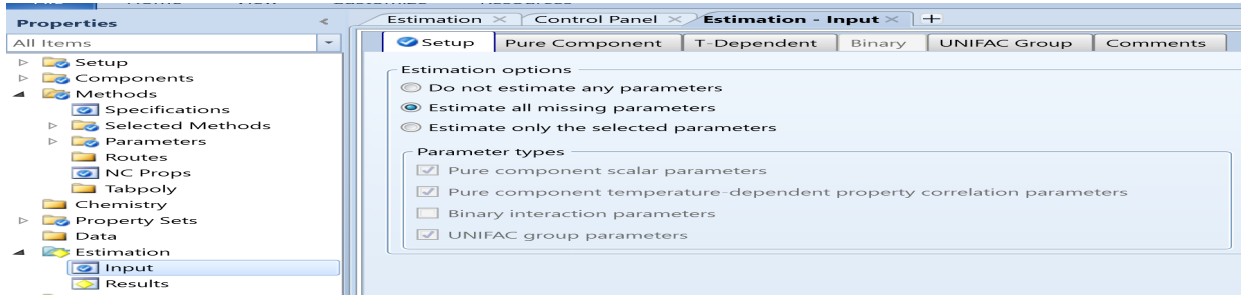 Properties <
All Items
Setup
Components
Methods
Specifications
Selected Methods
Parameters
Routes
NC Props
Tabpoly
Chemistry
Property Sets
Data
Estimation
Input
Results
Estimation × Control Panel × Estimation - Input × +
Setup Pure Component T-Dependent Binary UNIFAC Group Comments
Estimation options
Do not estimate any parameters
Estimate all missing parameters
Estimate only the selected parameters
Parameter types
Pure component scalar parameters
Pure component temperature-dependent property correlation parameters
Binary interaction parameters
UNIFAC group parameters